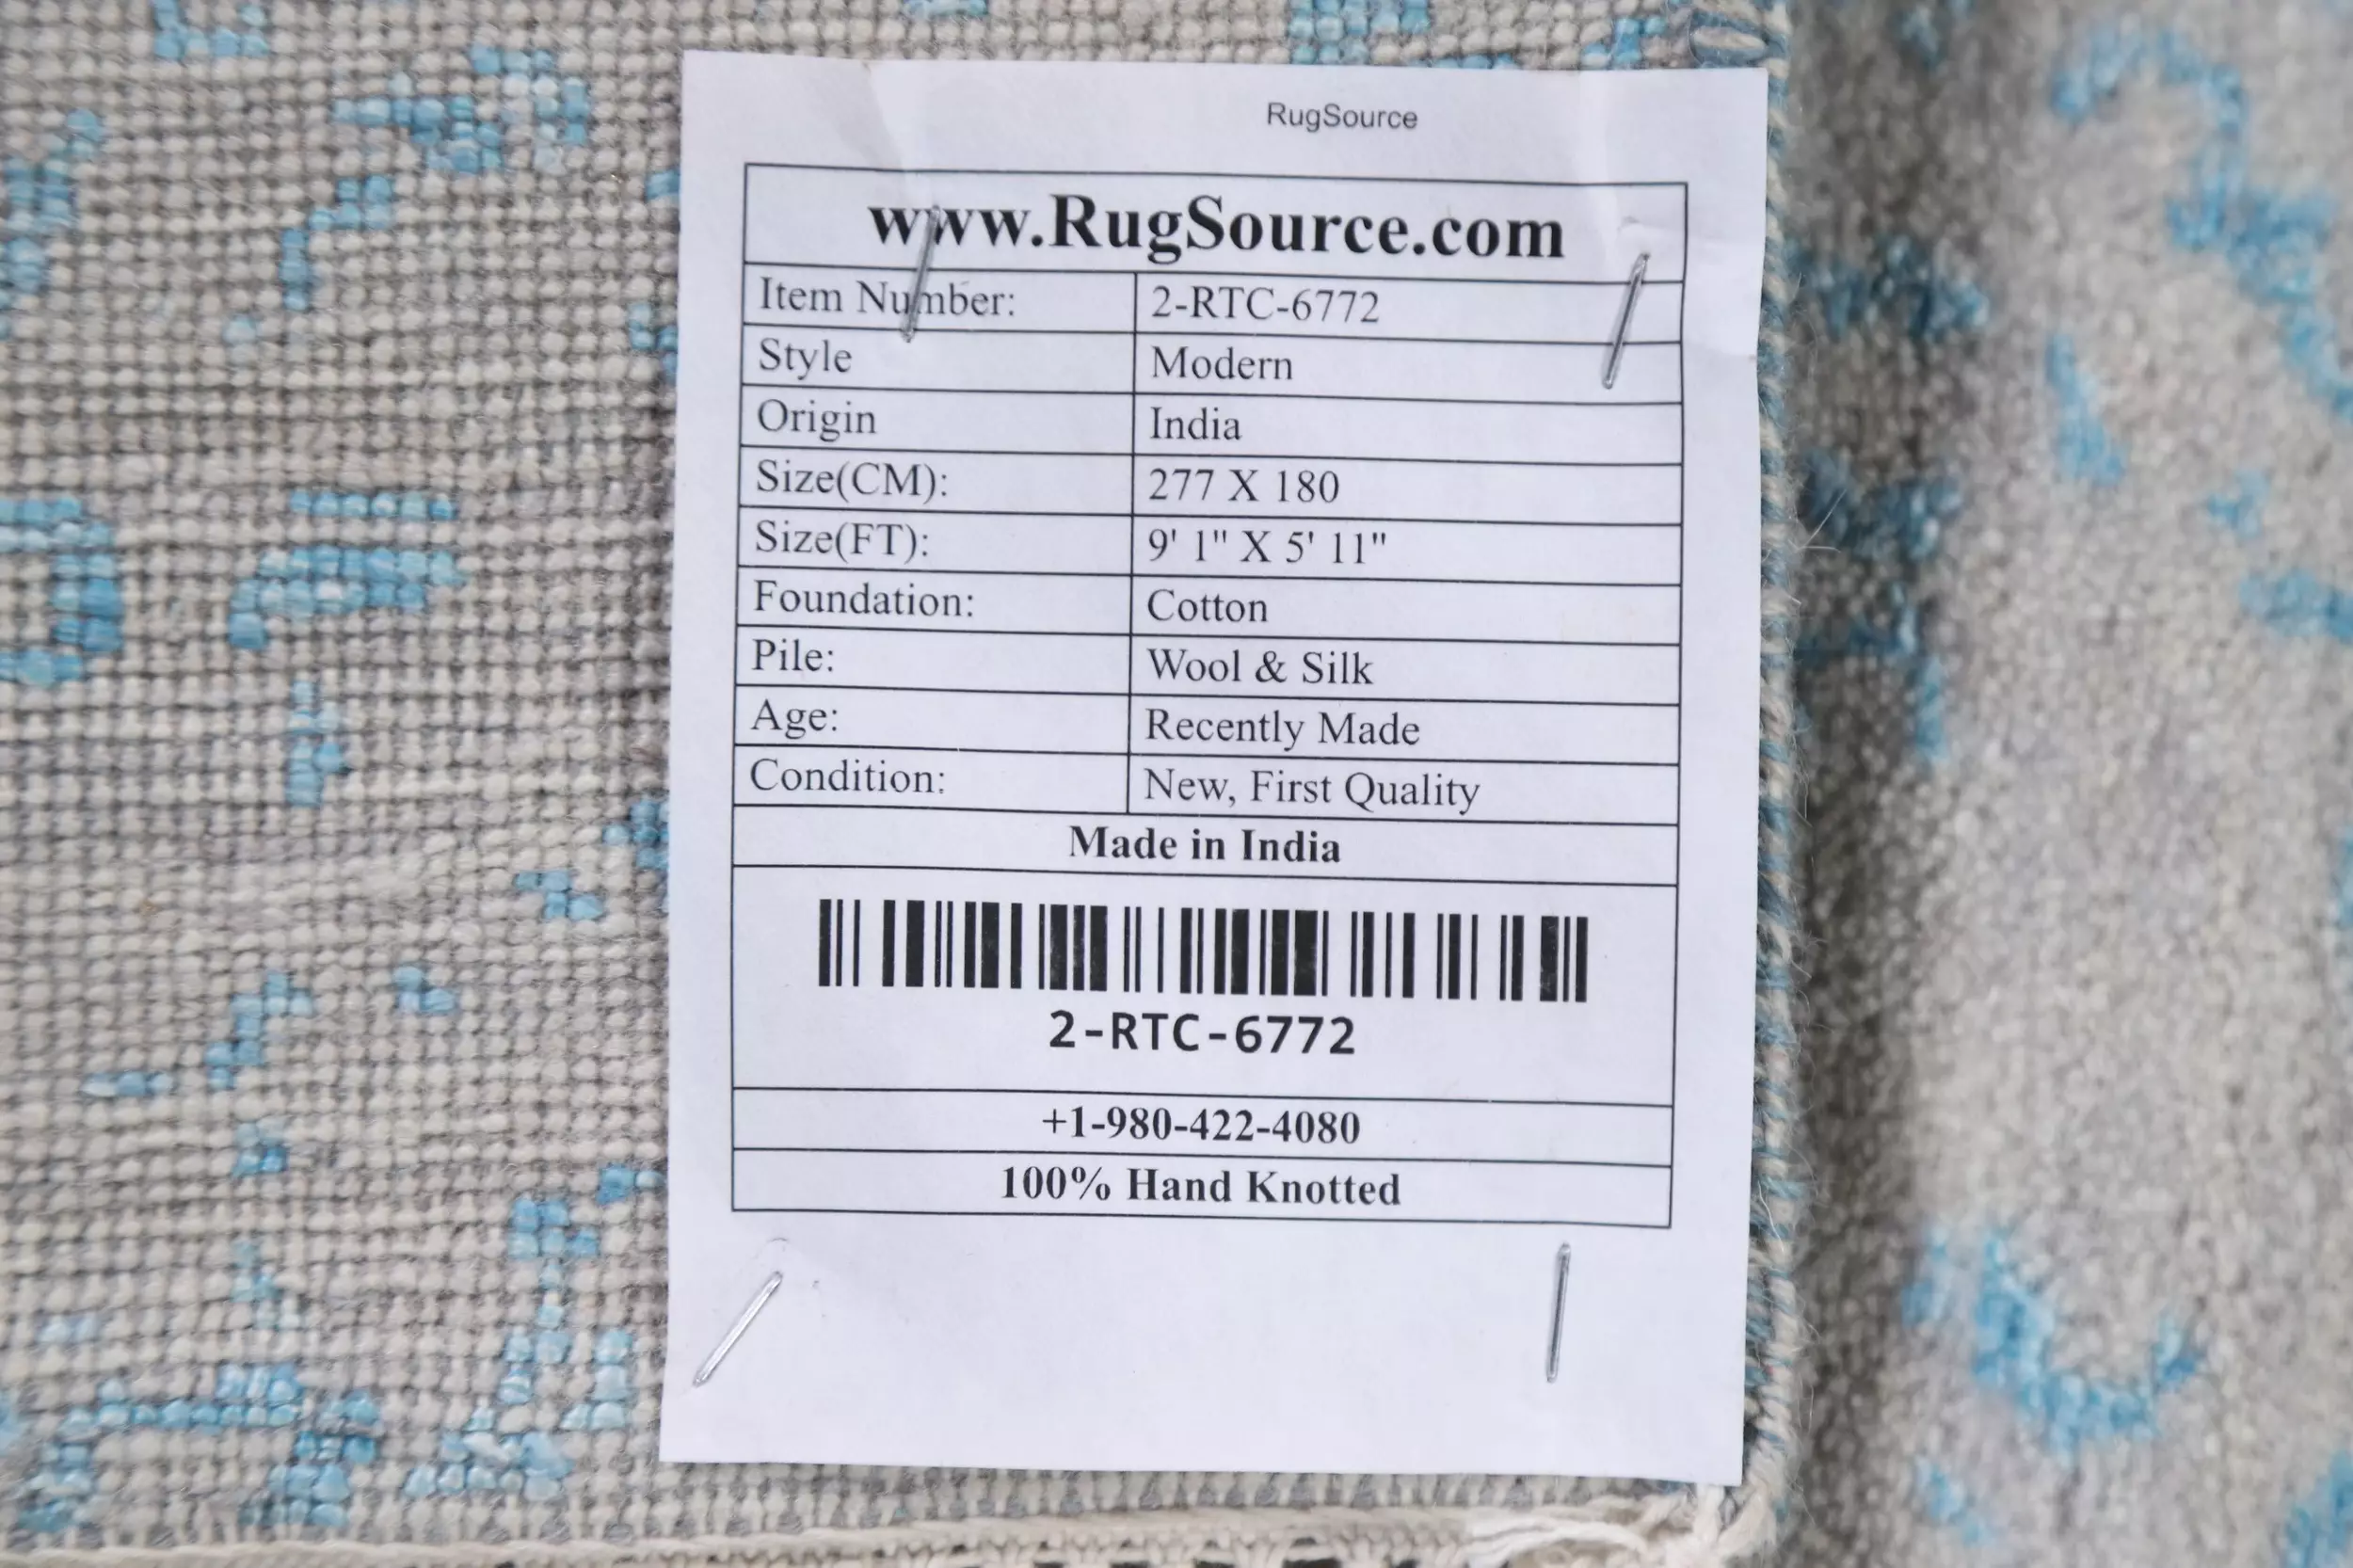 RugSource
www.RugSource.com
Item Number: 2-RTC-6772
Style Modern
Origin India
Size(CM): 277 X 180
Size(FT): 9' 1" X 5' 11"
Foundation: Cotton
Pile: Wool & Silk
Age: Recently Made
Condition: New, First Quality
Made in India
2-RTC-6772
+1-980-422-4080
100% Hand Knotted